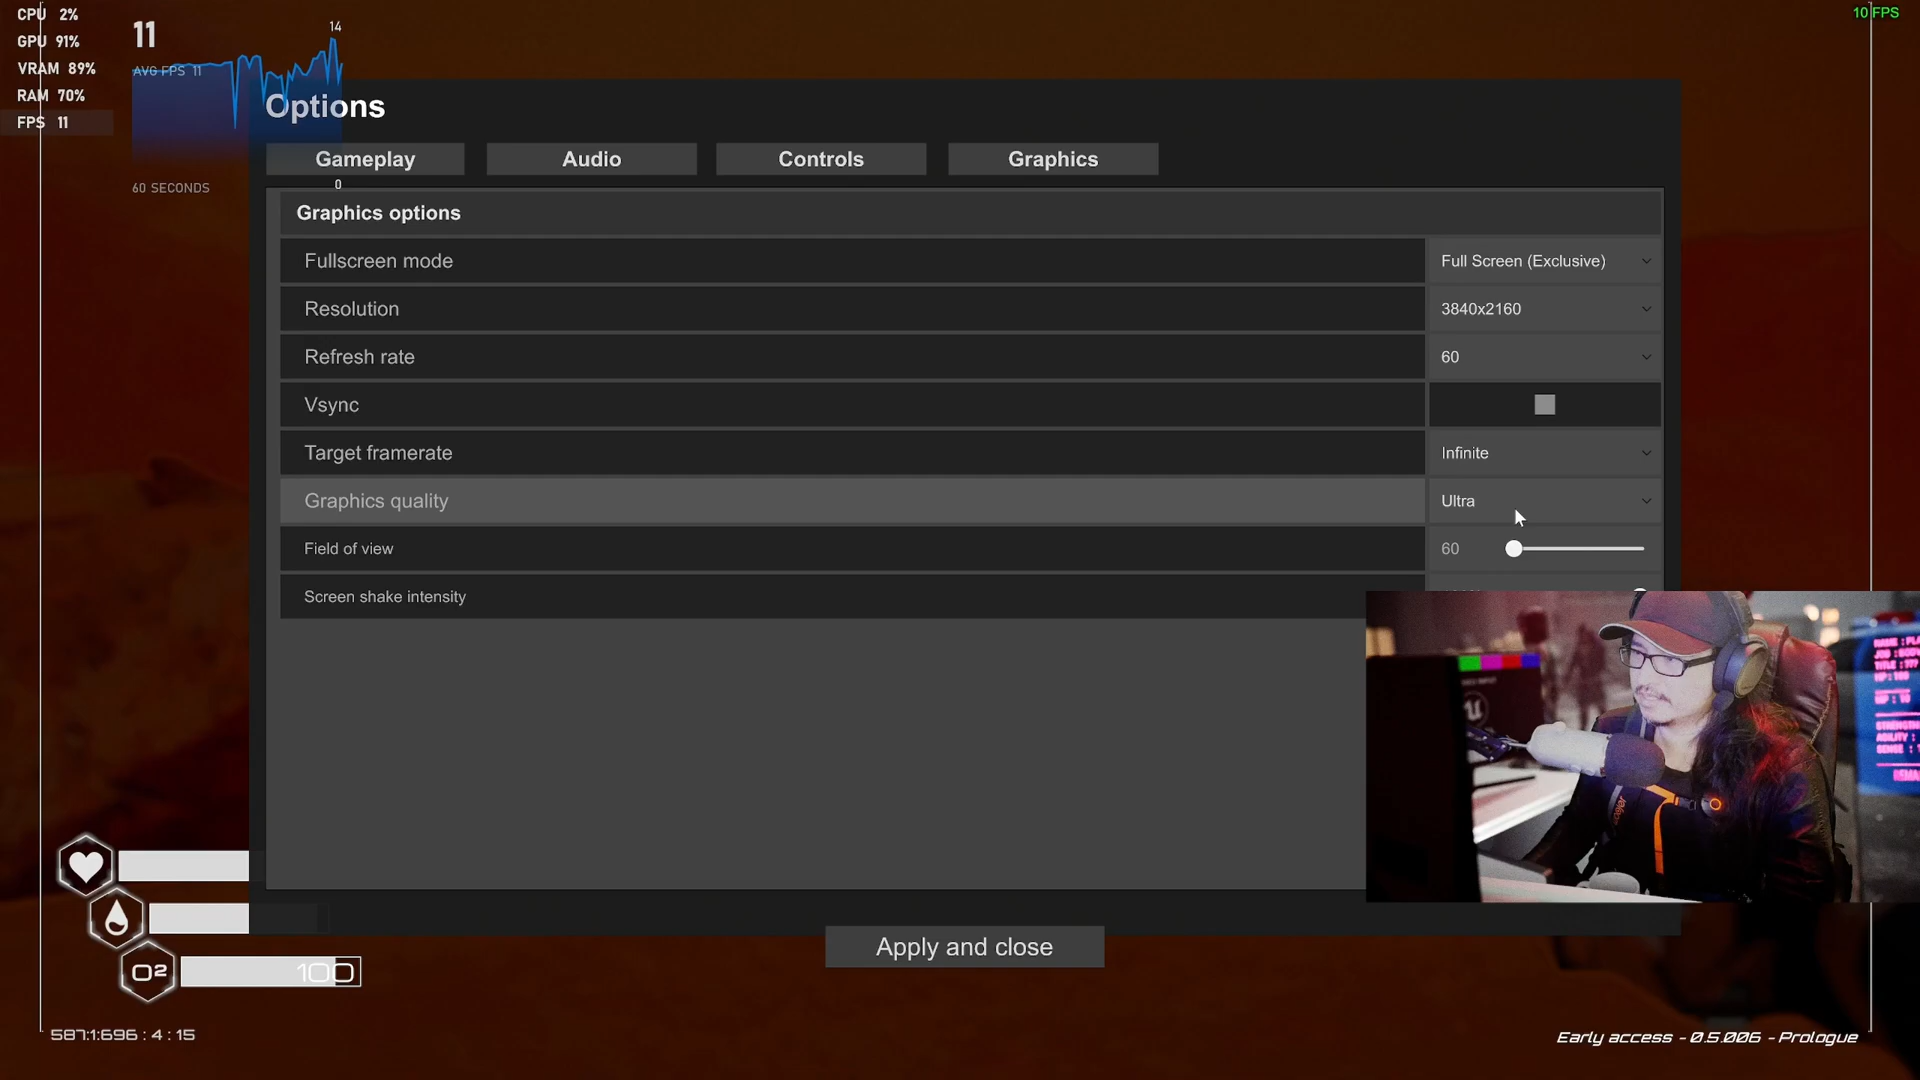 CPU 2%
GPU 91%
VRAM 89%
RAM 70%
FPS 11
11
14
AVG FPS 11
0
60 SECONDS
10 FPS
Options
Gameplay
Audio
Controls
Graphics
Graphics options
Fullscreen mode
Full Screen (Exclusive)
Resolution
3840x2160
Refresh rate
60
Vsync
Target framerate
Infinite
Graphics quality
Ultra
Field of view
60
Screen shake intensity
Apply and close
O2
100
587:1:696 : 4 : 15
Early access - 0.5.006 - Prologue